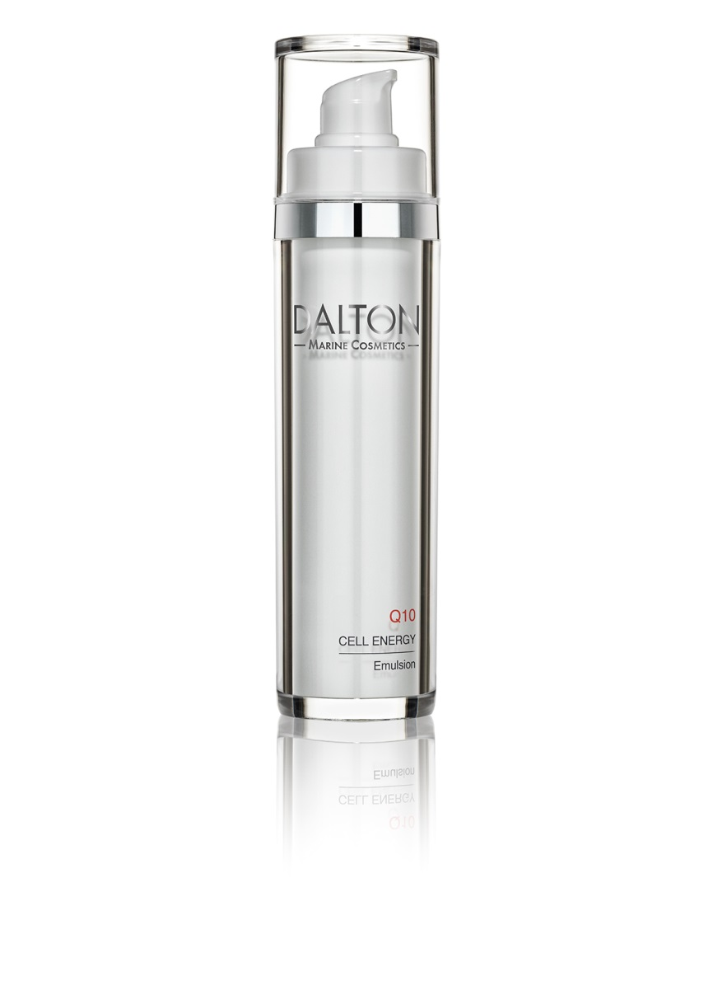 DALTON
MARINE COSMETICS
Q10
CELL ENERGY
Emulsion